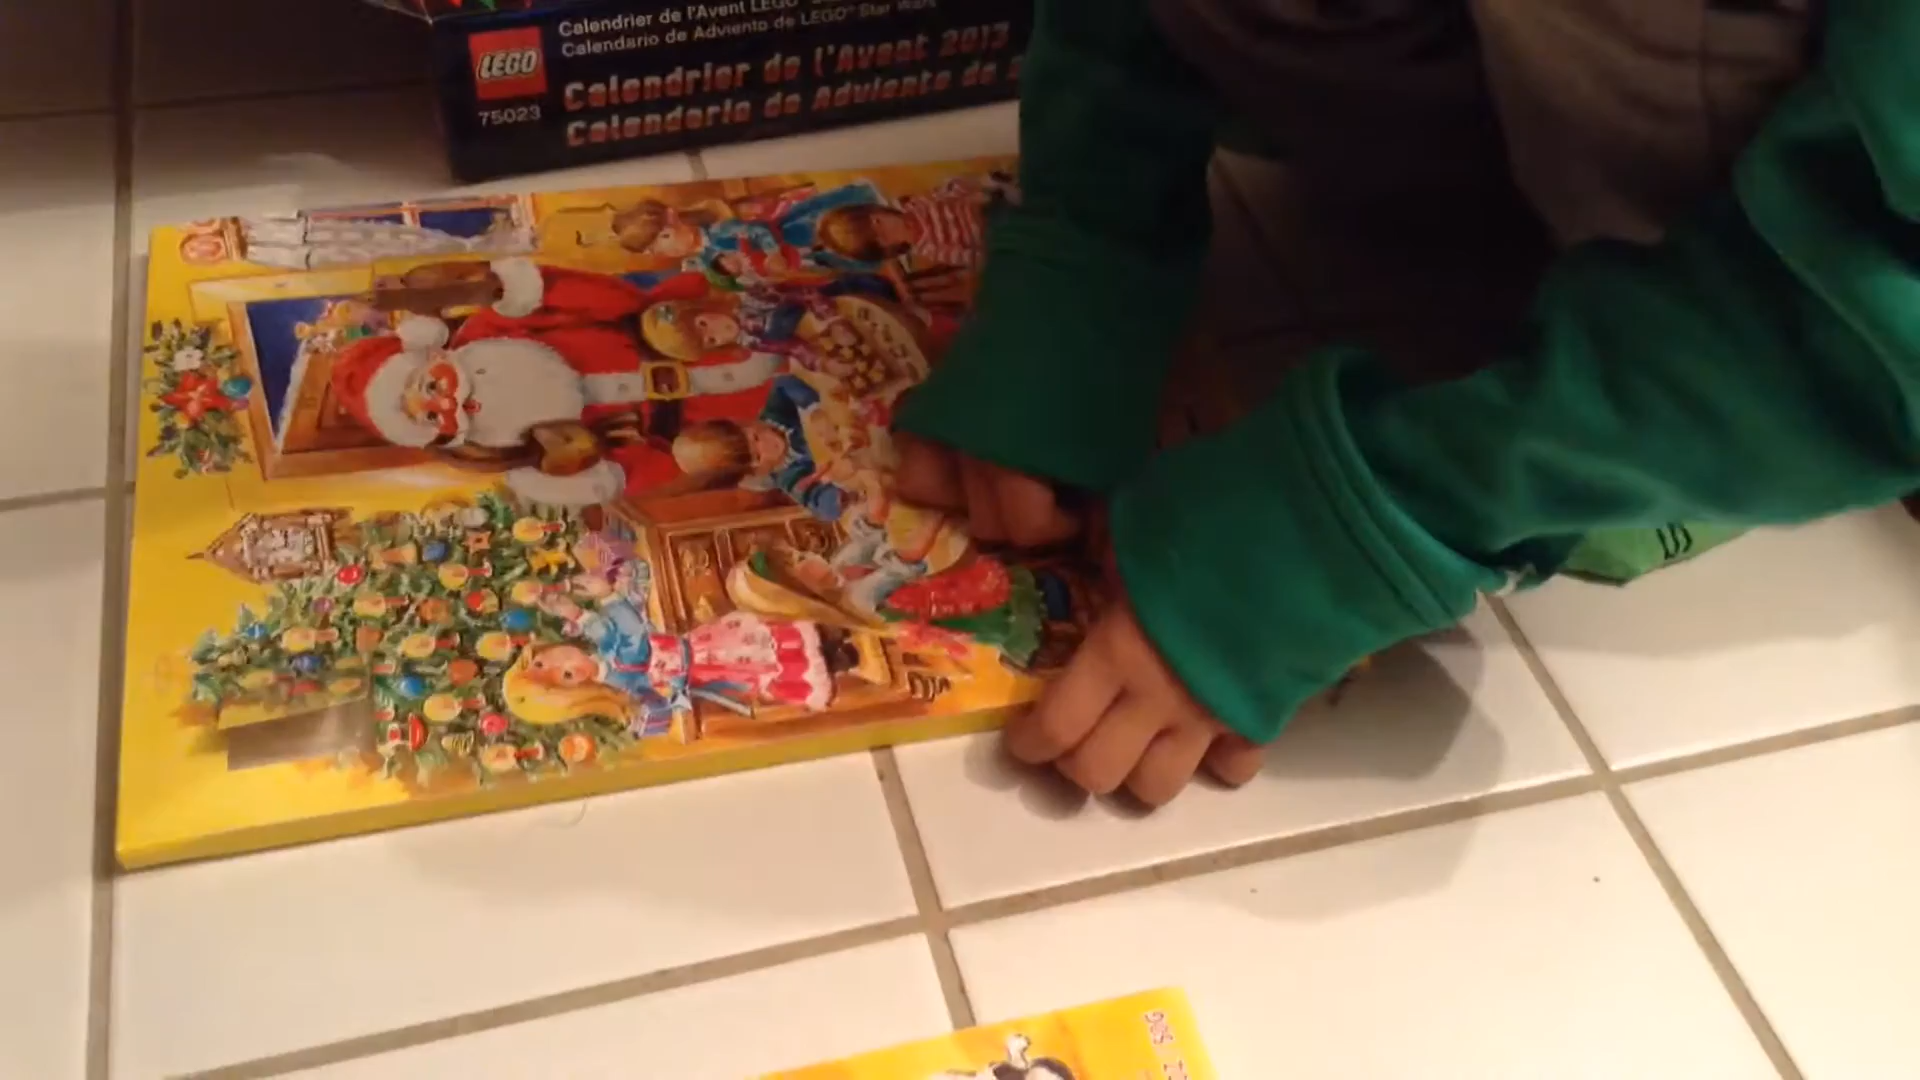 Calendrier de l'Avent LEGO
Calendario de Adviento de LEGO Star Wars
LEGO
75023
Calendrier de l'Avent 2013
Calendario de Adviento de